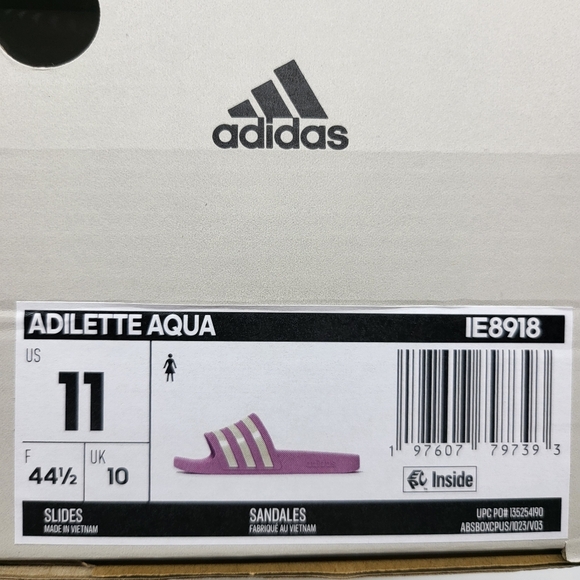 adidas
ADILETTE AQUA IE8918
US
11
F
44½
UK
10
adidas
1 97607 79739 3
Inside
SLIDES
MADE IN VIETNAM
SANDALES
FABRIQUÉ AU VIETNAM
UPC PO# 135254190
ABSBOXCPUS/1023/V03